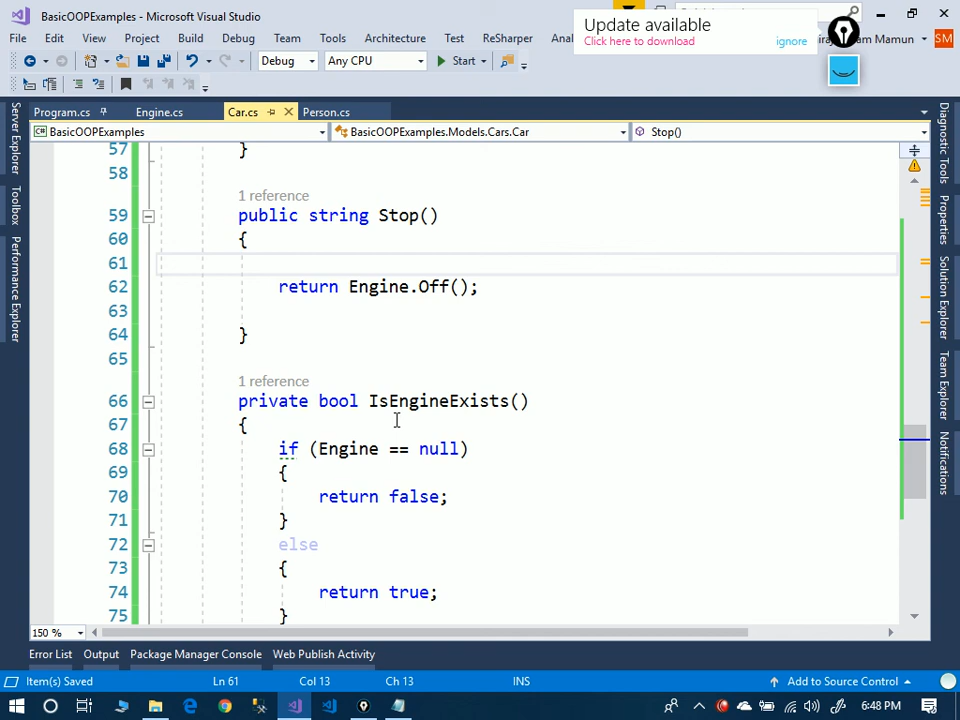 BasicOOPExamples - Microsoft Visual Studio
Update available
Click here to download
ignore
File Edit View Project Build Debug Team Tools Architecture Test ReSharper
am Mamun
SM
Debug Any CPU Start
Program.cs Engine.cs Car.cs Person.cs
BasicOOPExamples BasicOOPExamples.Models.Cars.Car Stop()
Server Explorer
Toolbox
Performance Explorer
57 }
58
1 reference
59 public string Stop()
60 {
61
62 return Engine.Off();
63
64 }
65
1 reference
66 private bool IsEngineExists()
67 {
68 if (Engine == null)
69 {
70 return false;
71 }
72 else
73 {
74 return true;
75 }
Diagnostic Tools
Properties
Solution Explorer
Team Explorer
Notifications
150 %
Error List Output Package Manager Console Web Publish Activity
Item(s) Saved Ln 61 Col 13 Ch 13 INS Add to Source Control
6:48 PM